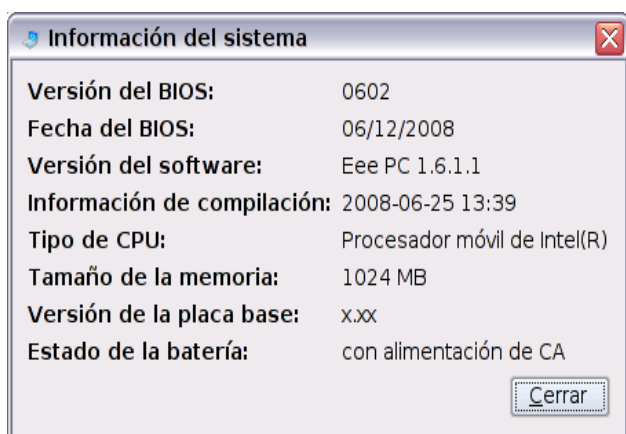 Información del sistema
Versión del BIOS: 0602
Fecha del BIOS: 06/12/2008
Versión del software: Eee PC 1.6.1.1
Información de compilación: 2008-06-25 13:39
Tipo de CPU: Procesador móvil de Intel(R)
Tamaño de la memoria: 1024 MB
Versión de la placa base: x.xx
Estado de la batería: con alimentación de CA
Cerrar